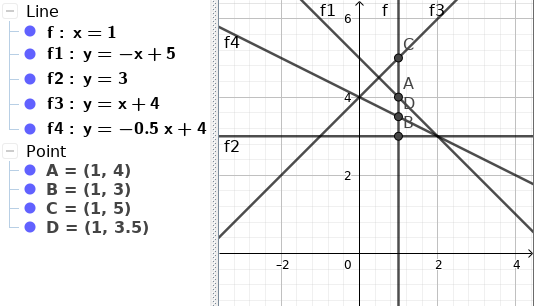 Line
f : x = 1
f1 : y = −x + 5
f2 : y = 3
f3 : y = x + 4
f4 : y = −0.5 x + 4
Point
A = (1, 4)
B = (1, 3)
C = (1, 5)
D = (1, 3.5)
f1 f f3
6
f4
C
A
4
D
B
f2
2
−2 0 2 4